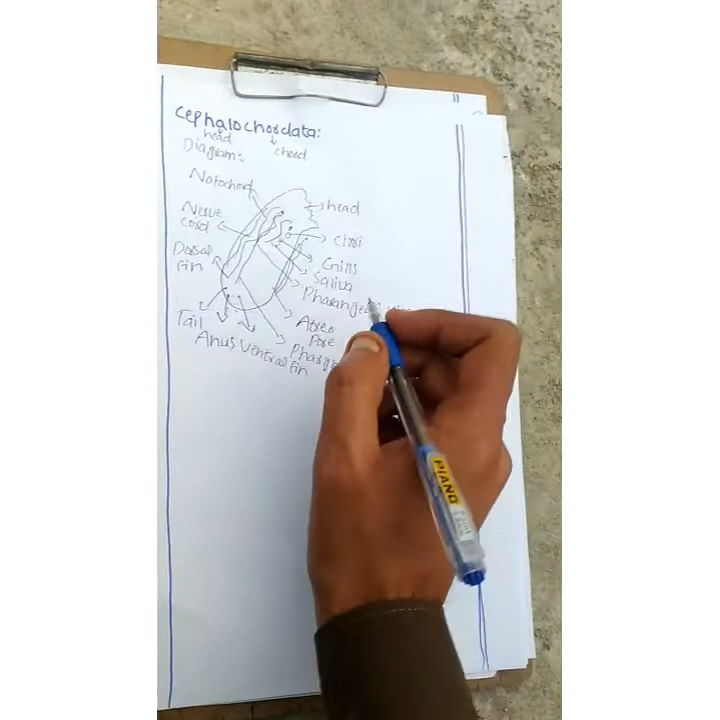 Cephalochordata:
head
chord
Diagram:
Notochord
head
Nerve
cord
cirri
Dorsal
fin
Gills
Saliva
Atreo
Pore
Tail
Anus
Ventral
fin
PIANO